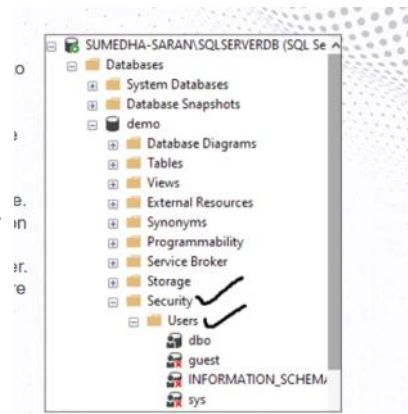 SUMEDHA-SARAN\SQLSERVERDB (SQL Se
Databases
System Databases
Database Snapshots
demo
Database Diagrams
Tables
Views
External Resources
Synonyms
Programmability
Service Broker
Storage
Security
Users
dbo
guest
INFORMATION_SCHEMA
sys